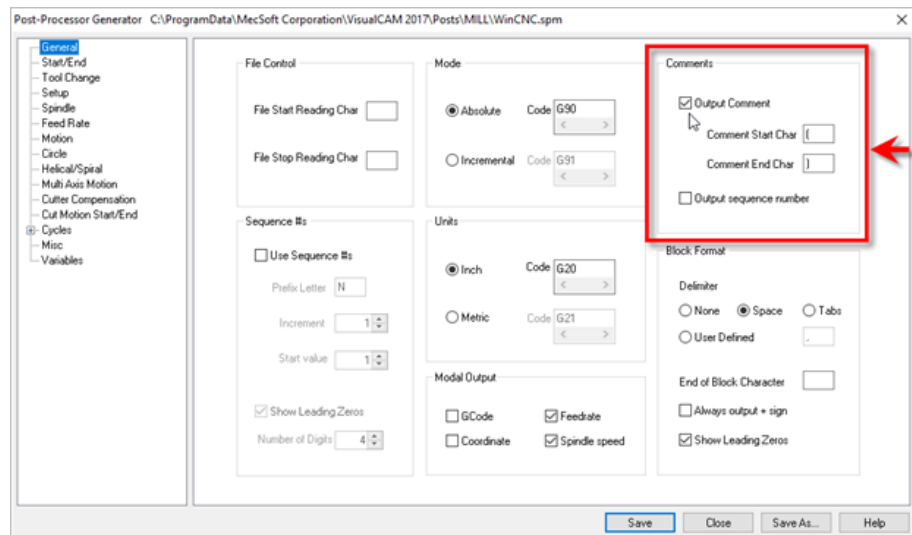 Post-Processor Generator C:\ProgramData\MecSoft Corporation\VisualCAM 2017\Posts\MILL\WinCNC.spm
General
Start/End
Tool Change
Setup
Spindle
Feed Rate
Motion
Circle
Helical/Spiral
Multi Axis Motion
Cutter Compensation
Cut Motion Start/End
Cycles
Misc
Variables
File Control
File Start Reading Char
File Stop Reading Char
Mode
Absolute Code G90
Incremental Code G91
Comments
Output Comment
Comment Start Char (
Comment End Char )
Output sequence number
Sequence #s
Use Sequence #s
Prefix Letter N
Increment 1
Start value 1
Show Leading Zeros
Number of Digits 4
Units
Inch Code G20
Metric Code G21
Modal Output
GCode Feedrate
Coordinate Spindle speed
Block Format
Delimiter
None Space Tabs
User Defined
End of Block Character
Always output + sign
Show Leading Zeros
Save Close Save As... Help